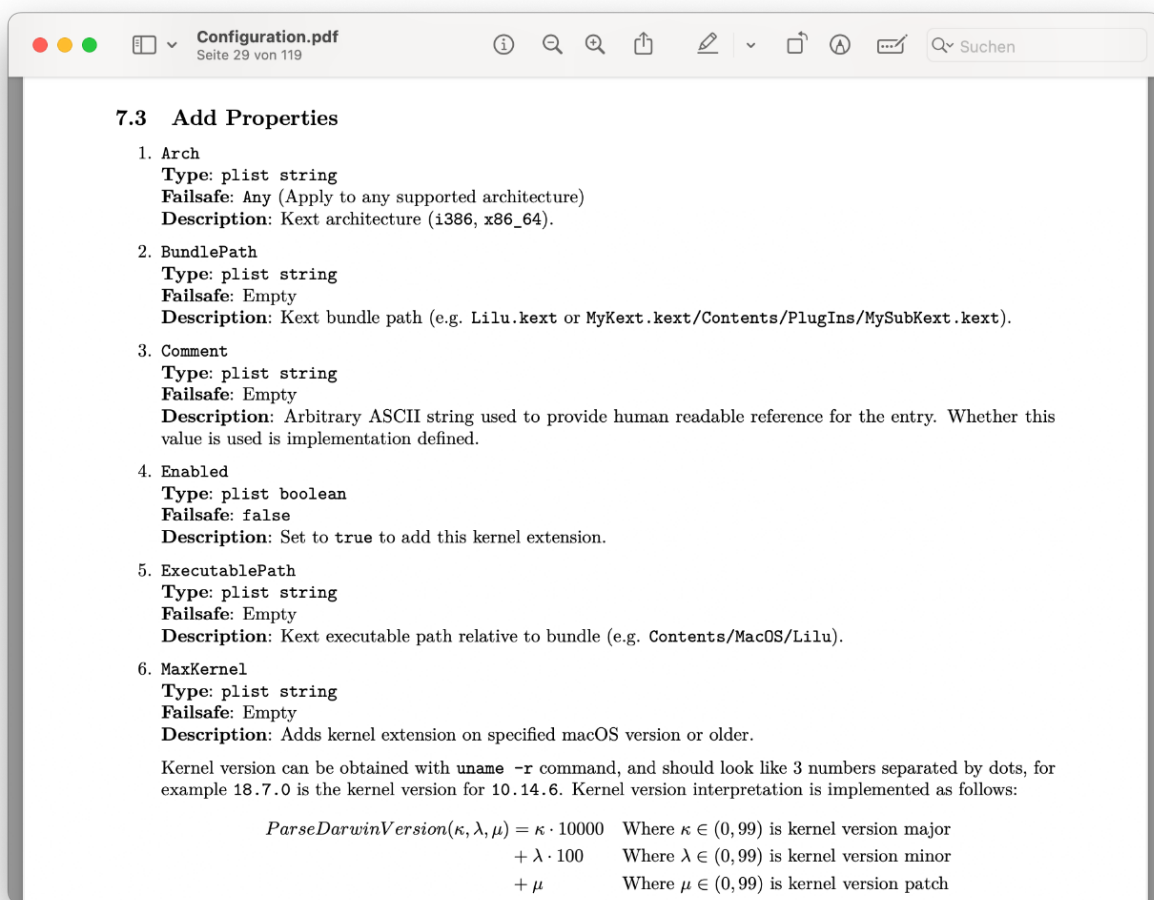 Configuration.pdf
Seite 29 von 119
Suchen
7.3 Add Properties
1. Arch
Type: plist string
Failsafe: Any (Apply to any supported architecture)
Description: Kext architecture (i386, x86_64).
2. BundlePath
Type: plist string
Failsafe: Empty
Description: Kext bundle path (e.g. Lilu.kext or MyKext.kext/Contents/PlugIns/MySubKext.kext).
3. Comment
Type: plist string
Failsafe: Empty
Description: Arbitrary ASCII string used to provide human readable reference for the entry. Whether this
value is used is implementation defined.
4. Enabled
Type: plist boolean
Failsafe: false
Description: Set to true to add this kernel extension.
5. ExecutablePath
Type: plist string
Failsafe: Empty
Description: Kext executable path relative to bundle (e.g. Contents/MacOS/Lilu).
6. MaxKernel
Type: plist string
Failsafe: Empty
Description: Adds kernel extension on specified macOS version or older.
Kernel version can be obtained with uname -r command, and should look like 3 numbers separated by dots, for
example 18.7.0 is the kernel version for 10.14.6. Kernel version interpretation is implemented as follows:
ParseDarwinVersion(κ, λ, μ) = κ · 10000 Where κ ∈ (0, 99) is kernel version major
+ λ · 100 Where λ ∈ (0, 99) is kernel version minor
+ μ Where μ ∈ (0, 99) is kernel version patch